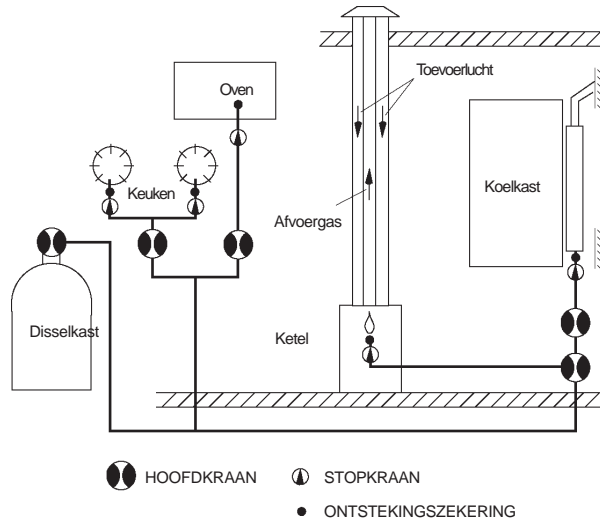 Toevoerlucht
Oven
Keuken
Koelkast
Afvoergas
Disselkast
Ketel
HOOFDKRAAN
STOPKRAAN
ONTSTEKINGSZEKERING